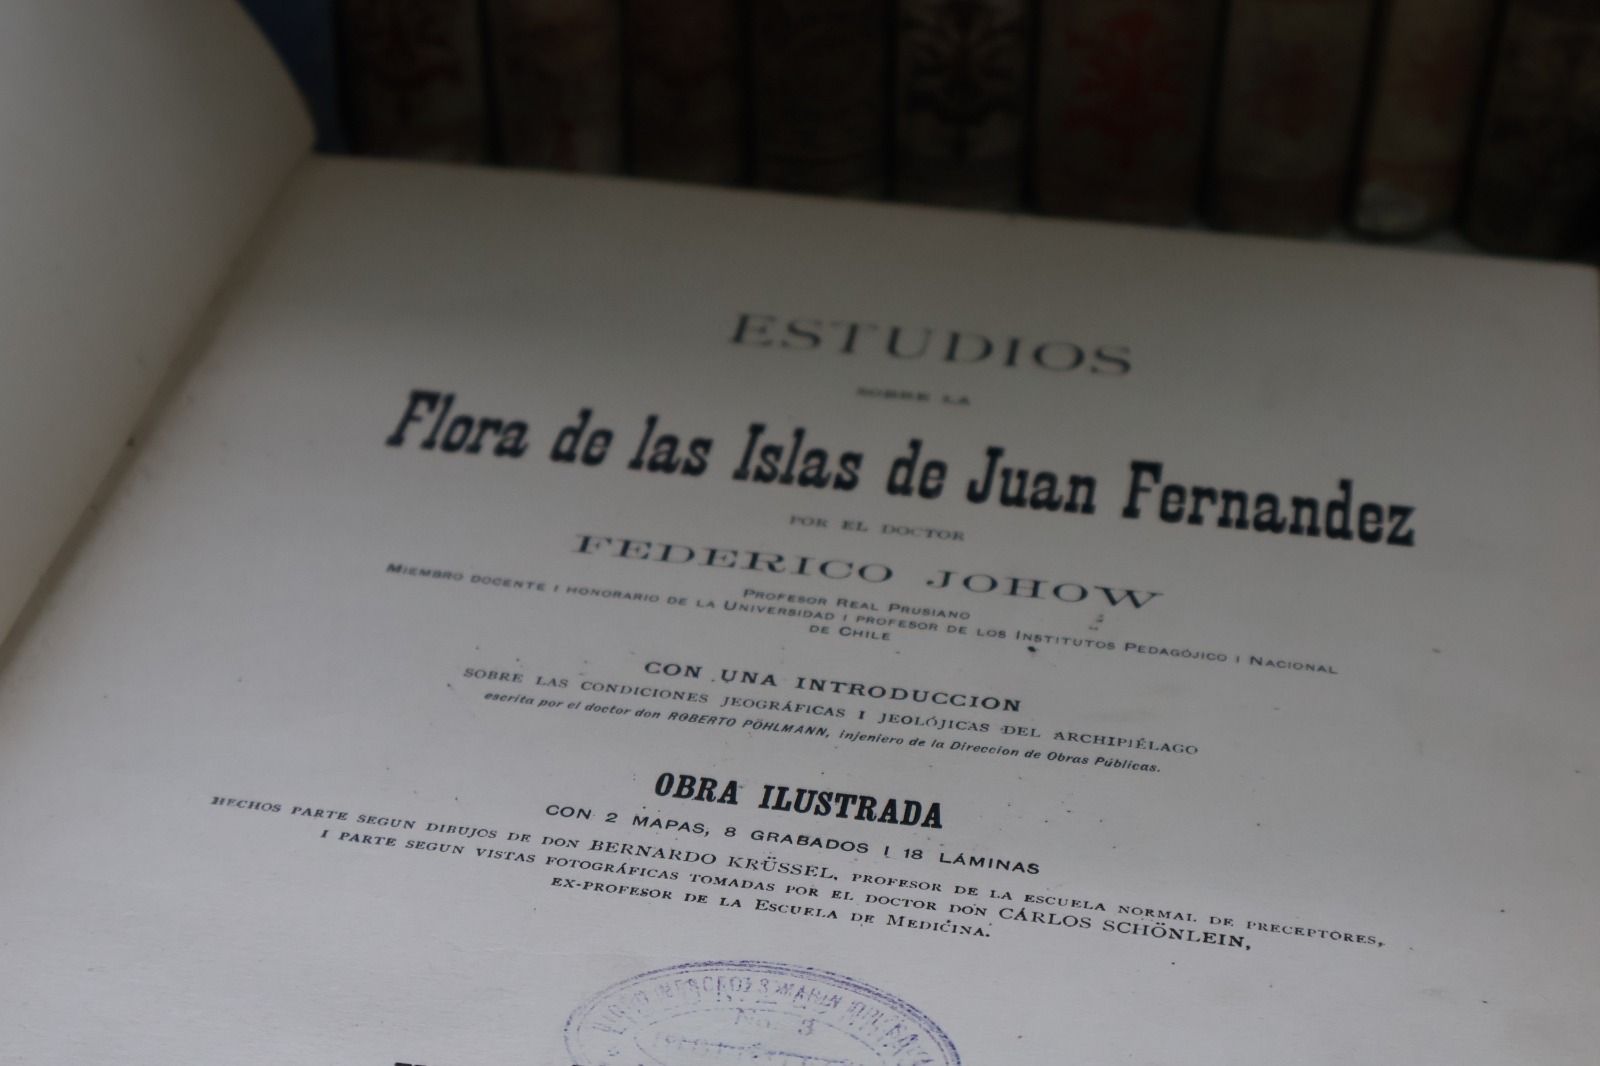 ESTUDIOS
SOBRE LA
Flora de las Islas de Juan Fernandez
POR EL DOCTOR
FEDERICO JOHOW
PROFESOR REAL PRUSIANO
MIEMBRO DOCENTE I HONORARIO DE LA UNIVERSIDAD I PROFESOR DE LOS INSTITUTOS PEDAGÓJICO I NACIONAL
DE CHILE
CON UNA INTRODUCCION
SOBRE LAS CONDICIONES JEOGRÁFICAS I JEOLÓJICAS DEL ARCHIPIÉLAGO
escrita por el doctor don ROBERTO PÖHLMANN, injeniero de la Direccion de Obras Públicas.
OBRA ILUSTRADA
CON 2 MAPAS, 8 GRABADOS I 18 LÁMINAS
HECHOS PARTE SEGUN DIBUJOS DE DON BERNARDO KRÜSSEL, PROFESOR DE LA ESCUELA NORMAL DE PRECEPTORES,
I PARTE SEGUN VISTAS FOTOGRÁFICAS TOMADAS POR EL DOCTOR DON CÁRLOS SCHÖNLEIN,
EX-PROFESOR DE LA ESCUELA DE MEDICINA.
MARIN
No. 3